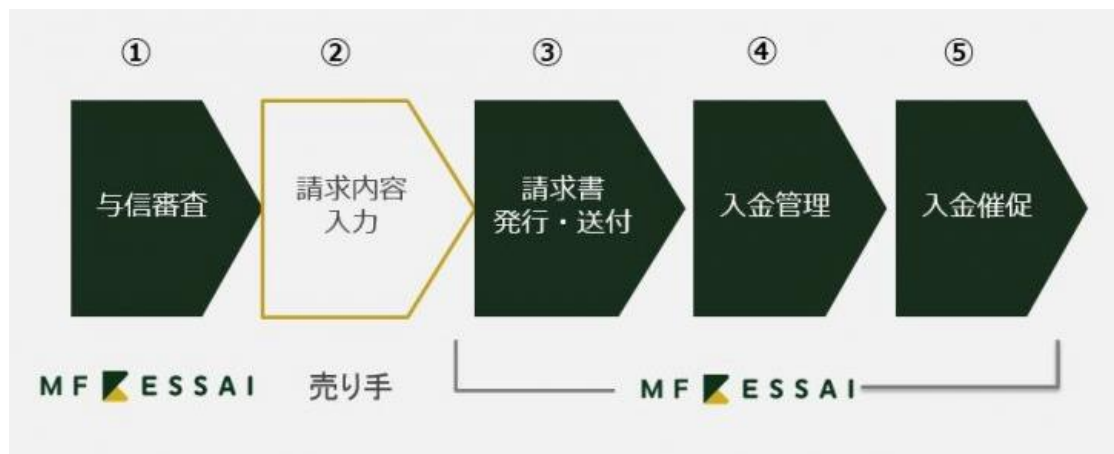 ①
②
③
④
⑤
与信審査
請求内容
入力
請求書
発行・送付
入金管理
入金催促
MF KESSAI
売り手
MF KESSAI